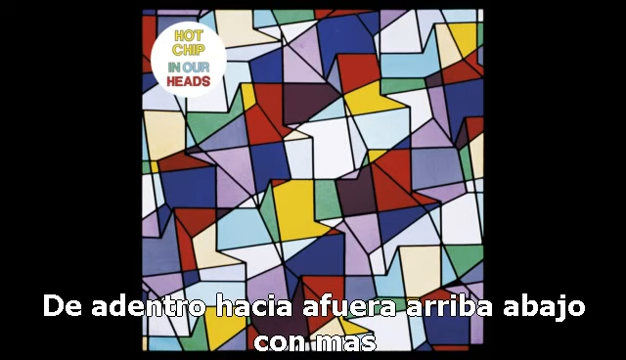 HOT
CHIP
IN OUR
HEADS
De adentro hacia afuera arriba abajo
con mas